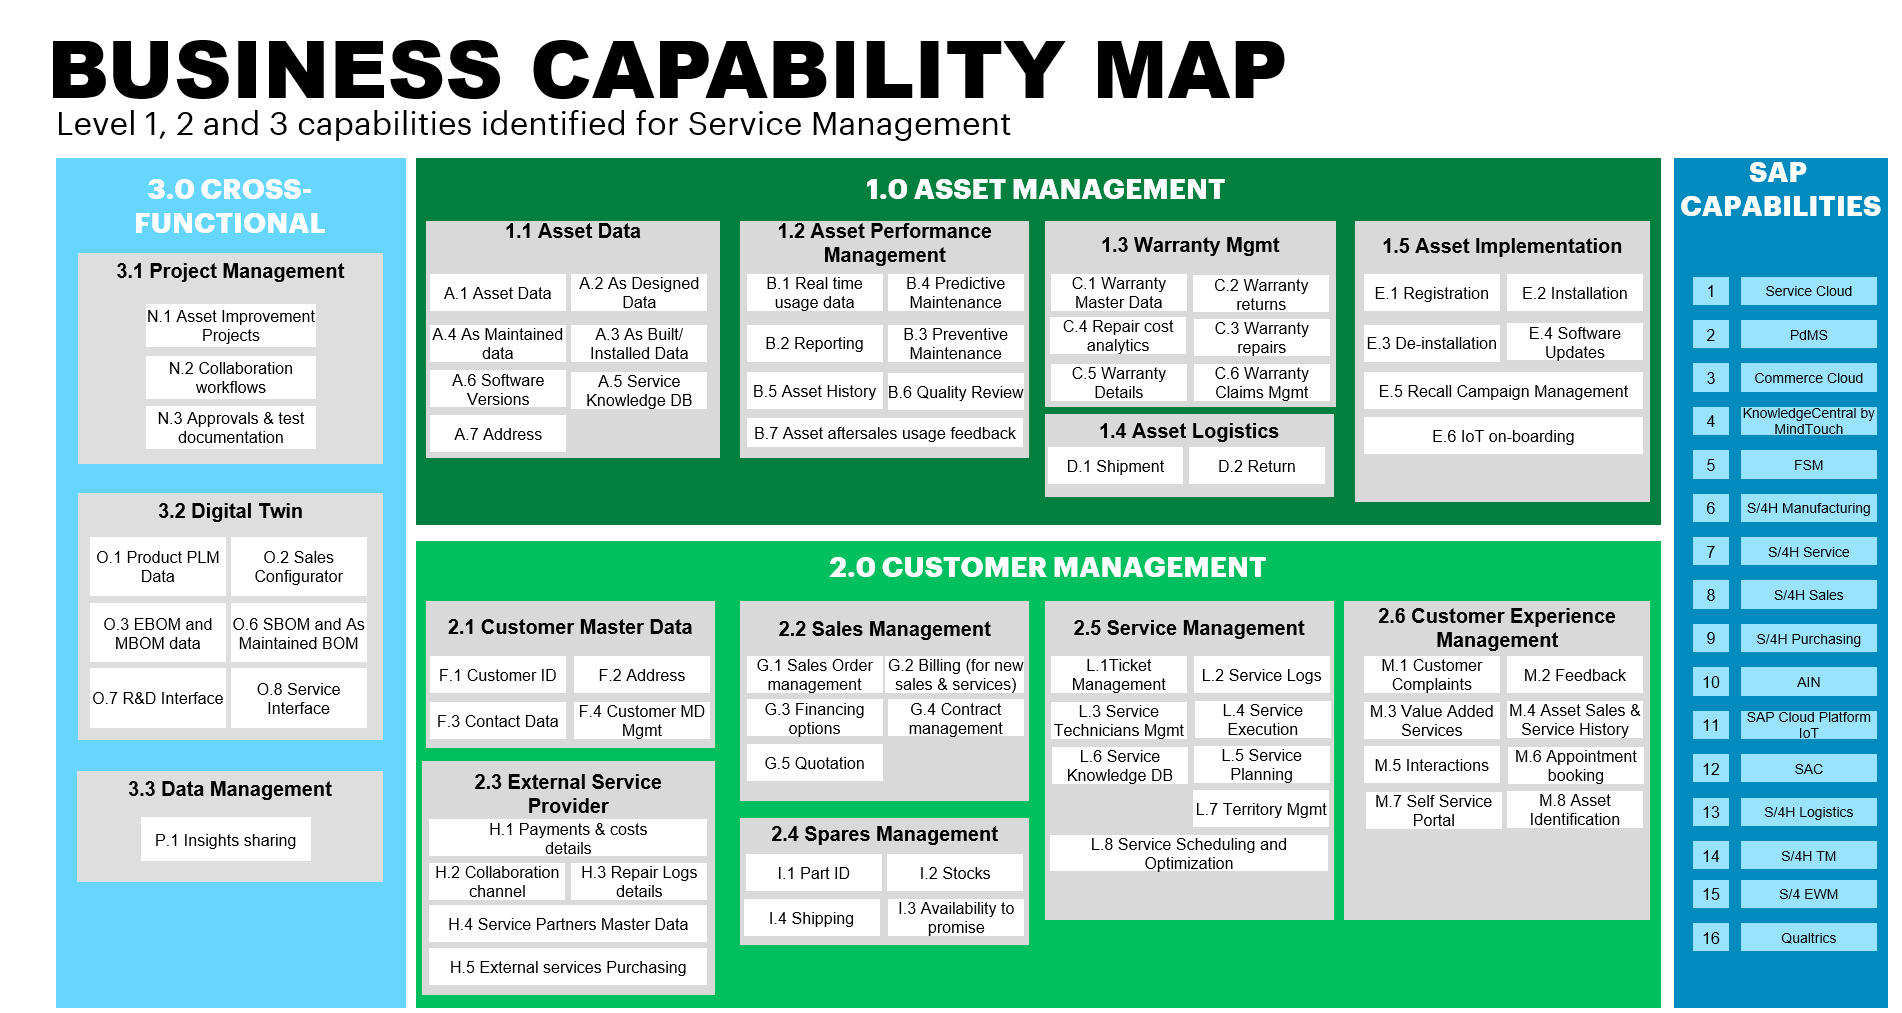 BUSINESS CAPABILITY MAP
Level 1, 2 and 3 capabilities identified for Service Management
3.0 CROSS-
FUNCTIONAL
3.1 Project Management
N.1 Asset Improvement
Projects
N.2 Collaboration
workflows
N.3 Approvals & test
documentation
3.2 Digital Twin
O.1 Product PLM
Data
O.2 Sales
Configurator
O.3 EBOM and
MBOM data
O.6 SBOM and As
Maintained BOM
O.7 R&D Interface
O.8 Service
Interface
3.3 Data Management
P.1 Insights sharing
1.0 ASSET MANAGEMENT
1.1 Asset Data
A.1 Asset Data
A.2 As Designed
Data
A.4 As Maintained
data
A.3 As Built/
Installed Data
A.6 Software
Versions
A.5 Service
Knowledge DB
A.7 Address
1.2 Asset Performance
Management
B.1 Real time
usage data
B.4 Predictive
Maintenance
B.2 Reporting
B.3 Preventive
Maintenance
B.5 Asset History
B.6 Quality Review
B.7 Asset aftersales usage feedback
1.3 Warranty Mgmt
C.1 Warranty
Master Data
C.2 Warranty
returns
C.4 Repair cost
analytics
C.3 Warranty
repairs
C.5 Warranty
Details
C.6 Warranty
Claims Mgmt
1.4 Asset Logistics
D.1 Shipment
D.2 Return
1.5 Asset Implementation
E.1 Registration
E.2 Installation
E.3 De-installation
E.4 Software
Updates
E.5 Recall Campaign Management
E.6 IoT on-boarding
2.0 CUSTOMER MANAGEMENT
2.1 Customer Master Data
F.1 Customer ID
F.2 Address
F.3 Contact Data
F.4 Customer MD
Mgmt
2.3 External Service
Provider
H.1 Payments & costs
details
H.2 Collaboration
channel
H.3 Repair Logs
details
H.4 Service Partners Master Data
H.5 External services Purchasing
2.2 Sales Management
G.1 Sales Order
management
G.2 Billing (for new
sales & services)
G.3 Financing
options
G.4 Contract
management
G.5 Quotation
2.4 Spares Management
I.1 Part ID
I.2 Stocks
I.4 Shipping
I.3 Availability to
promise
2.5 Service Management
L.1Ticket
Management
L.2 Service Logs
L.3 Service
Technicians Mgmt
L.4 Service
Execution
L.6 Service
Knowledge DB
L.5 Service
Planning
L.7 Territory Mgmt
L.8 Service Scheduling and
Optimization
2.6 Customer Experience
Management
M.1 Customer
Complaints
M.2 Feedback
M.3 Value Added
Services
M.4 Asset Sales &
Service History
M.5 Interactions
M.6 Appointment
booking
M.7 Self Service
Portal
M.8 Asset
Identification
SAP
CAPABILITIES
1 Service Cloud
2 PdMS
3 Commerce Cloud
4 KnowledgeCentral by
MindTouch
5 FSM
6 S/4H Manufacturing
7 S/4H Service
8 S/4H Sales
9 S/4H Purchasing
10 AIN
11 SAP Cloud Platform
IoT
12 SAC
13 S/4H Logistics
14 S/4H TM
15 S/4 EWM
16 Qualtrics